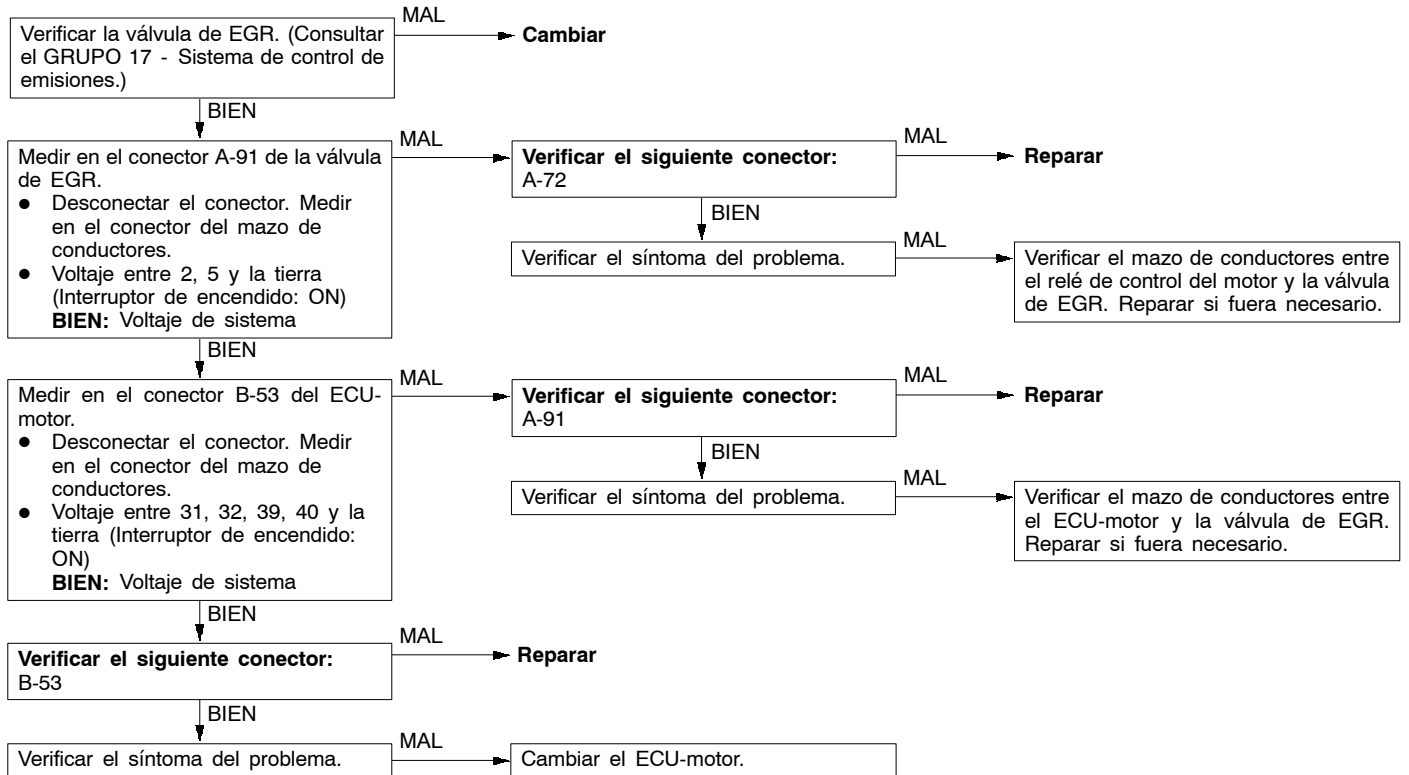 Verificar la válvula de EGR. (Consultar
el GRUPO 17 - Sistema de control de
emisiones.)
MAL
Cambiar
BIEN
Medir en el conector A-91 de la válvula
de EGR.
● Desconectar el conector. Medir
en el conector del mazo de
conductores.
● Voltaje entre 2, 5 y la tierra
(Interruptor de encendido: ON)
BIEN: Voltaje de sistema
MAL
Verificar el siguiente conector:
A-72
MAL
Reparar
BIEN
Verificar el síntoma del problema.
MAL
Verificar el mazo de conductores entre
el relé de control del motor y la válvula
de EGR. Reparar si fuera necesario.
BIEN
Medir en el conector B-53 del ECU-
motor.
● Desconectar el conector. Medir
en el conector del mazo de
conductores.
● Voltaje entre 31, 32, 39, 40 y la
tierra (Interruptor de encendido:
ON)
BIEN: Voltaje de sistema
MAL
Verificar el siguiente conector:
A-91
MAL
Reparar
BIEN
Verificar el síntoma del problema.
MAL
Verificar el mazo de conductores entre
el ECU-motor y la válvula de EGR.
Reparar si fuera necesario.
BIEN
Verificar el siguiente conector:
B-53
MAL
Reparar
BIEN
Verificar el síntoma del problema.
MAL
Cambiar el ECU-motor.